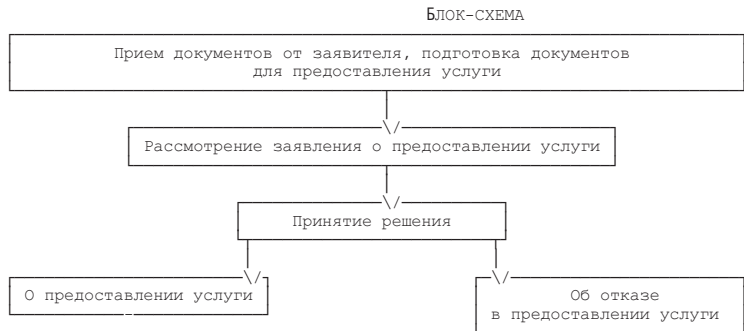 БЛОК-СХЕМА
Прием документов от заявителя, подготовка документов
для предоставления услуги
Рассмотрение заявления о предоставлении услуги
Принятие решения
О предоставлении услуги
Об отказе
в предоставлении услуги